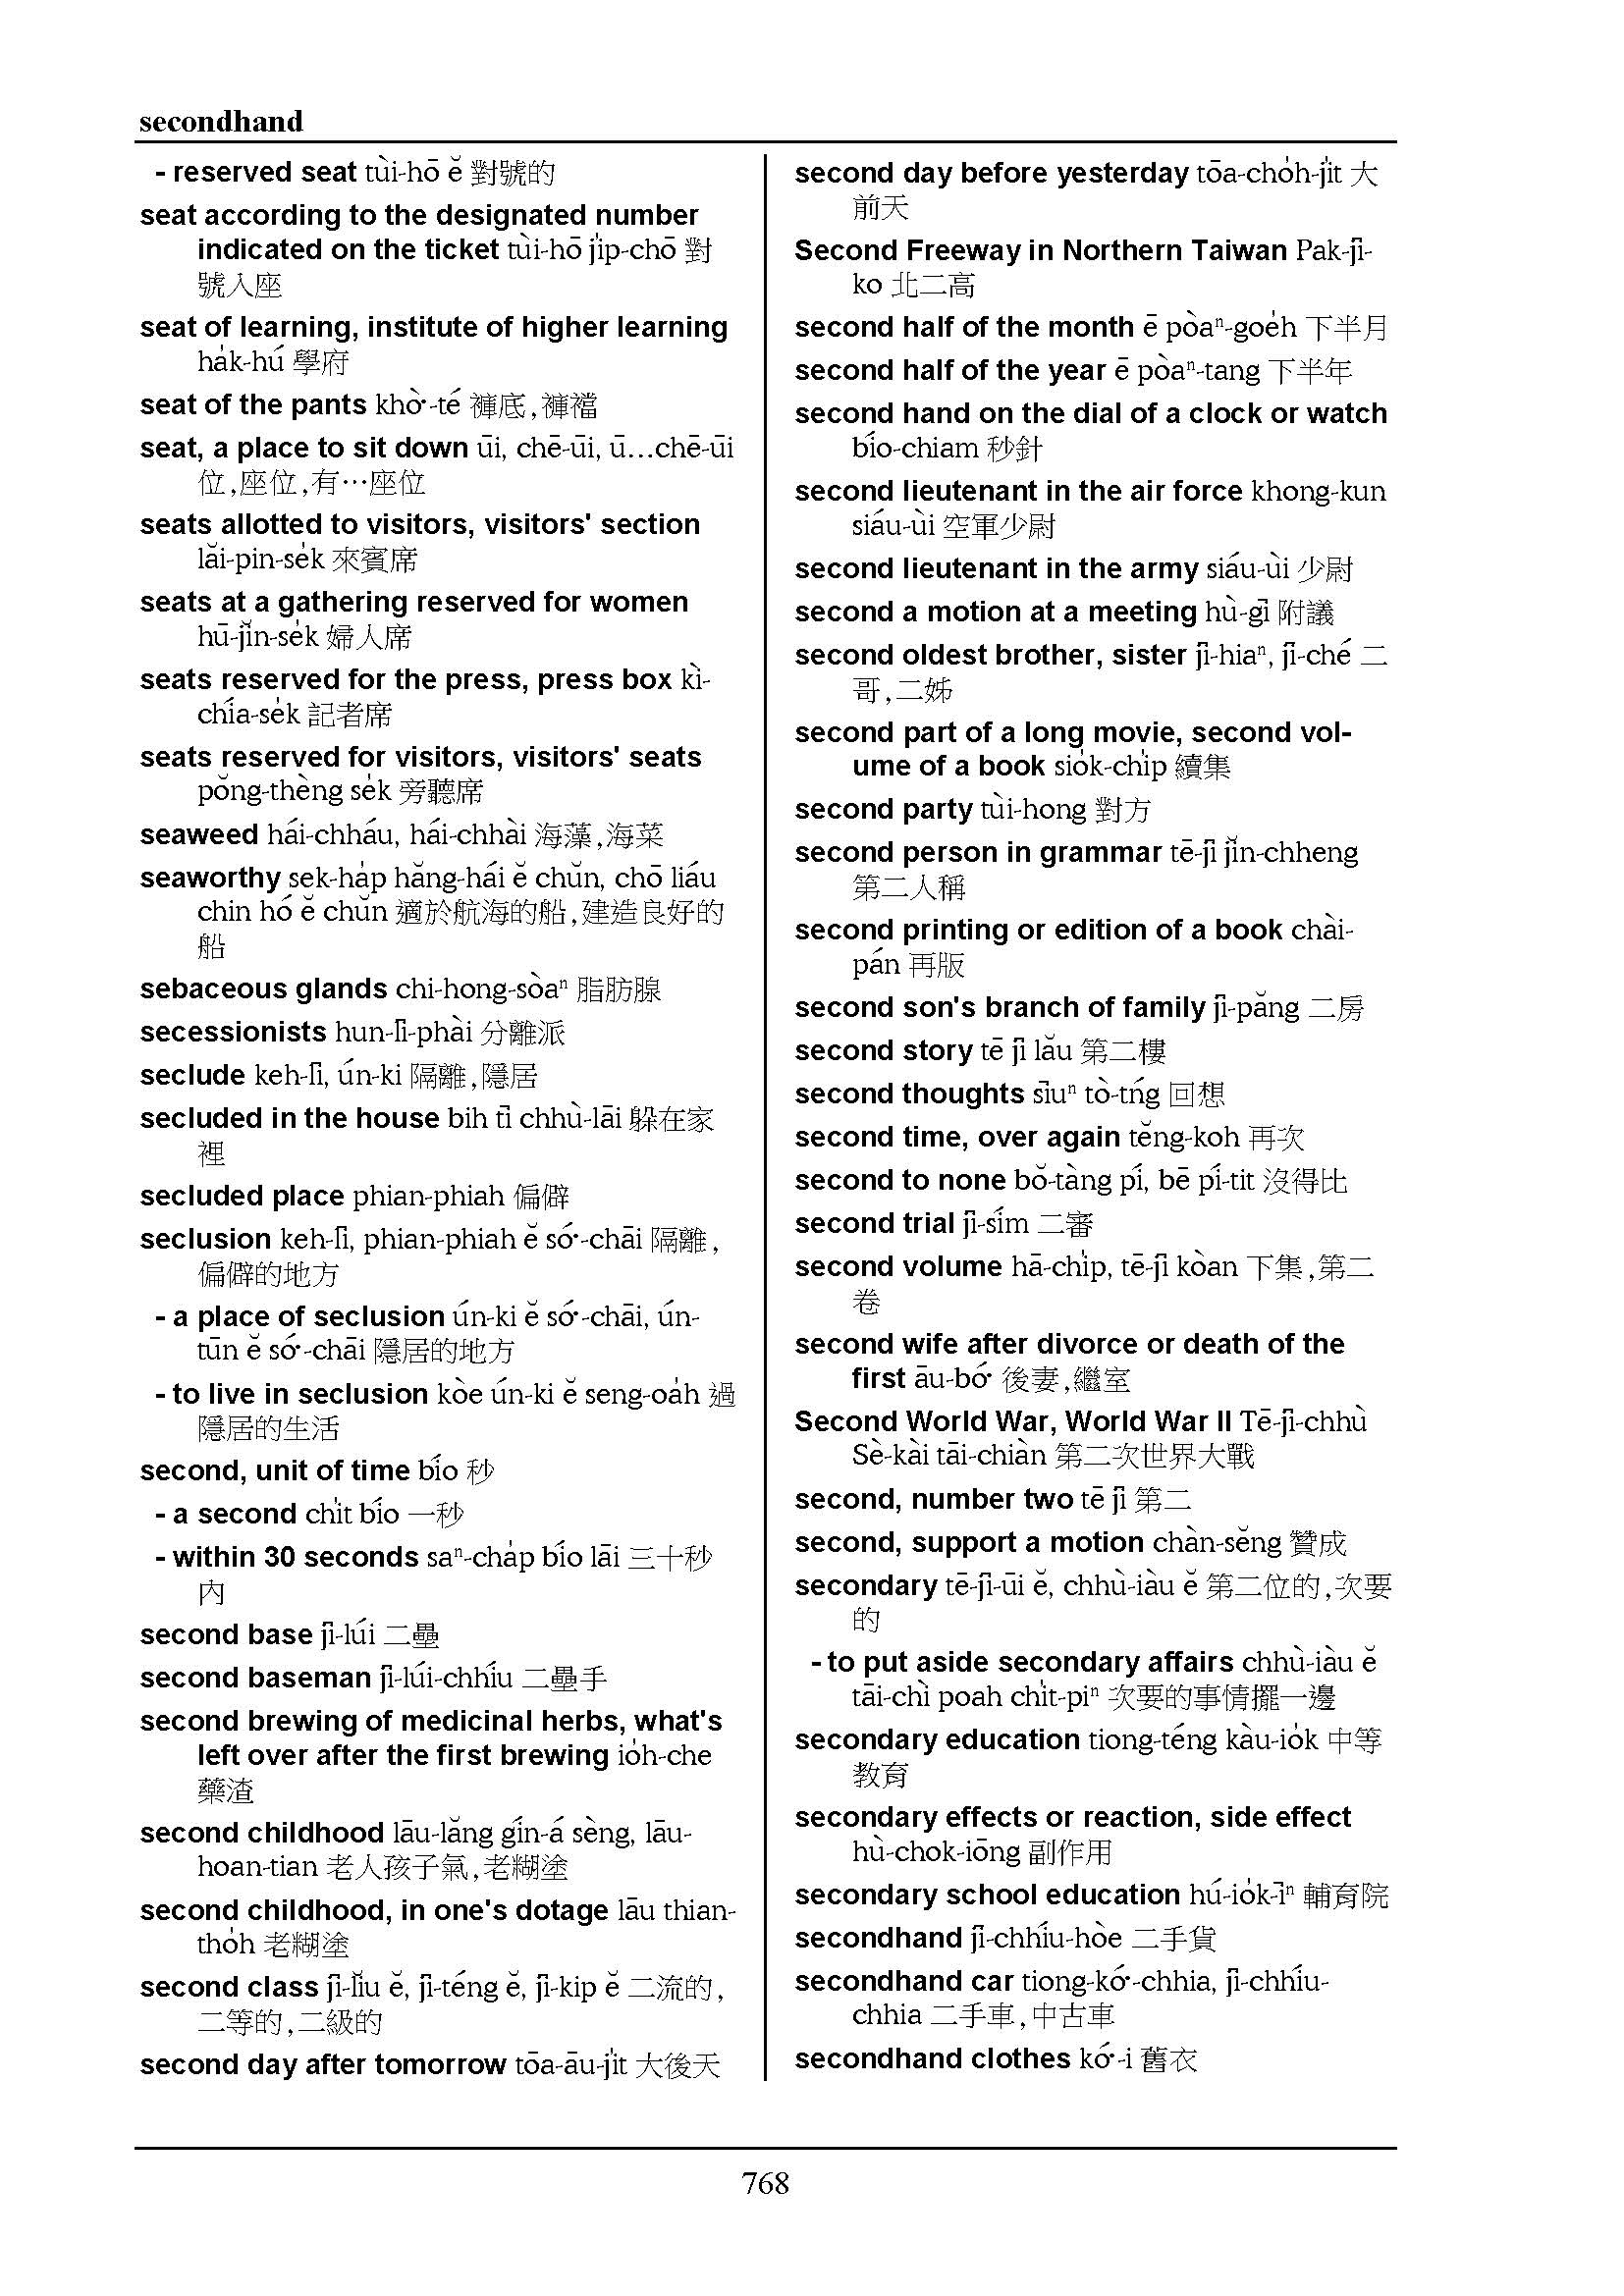 secondhand
- reserved seat tùi-hō ĕ 對號的
seat according to the designated number
indicated on the ticket tùi-hō ji̍p-chō 對
號入座
seat of learning, institute of higher learning
ha̍k-hú 學府
seat of the pants khò͘-té 褲底,褲襠
seat, a place to sit down ūi, chē-ūi, ū…chē-ūi
位,座位,有…座位
seats allotted to visitors, visitors' section
lăi-pin-se̍k 來賓席
seats at a gathering reserved for women
hū-jĭn-se̍k 婦人席
seats reserved for the press, press box kì-
chía-se̍k 記者席
seats reserved for visitors, visitors' seats
pŏng-thèng se̍k 旁聽席
seaweed hái-chháu, hái-chhài 海藻,海菜
seaworthy sek-ha̍p hăng-hái ĕ chŭn, chō liáu
chin hó ĕ chŭn 適於航海的船,建造良好的
船
sebaceous glands chi-hong-sòaⁿ 脂肪腺
secessionists hun-lī-phài 分離派
seclude keh-lī, ún-ki 隔離,隱居
secluded in the house bih tī chhù-lāi 躲在家
裡
secluded place phian-phiah 偏僻
seclusion keh-lī, phian-phiah ĕ só͘-chāi 隔離,
偏僻的地方
- a place of seclusion ún-ki ĕ só͘-chāi, ún-
tūn ĕ só͘-chāi 隱居的地方
- to live in seclusion kòe ún-ki ĕ seng-oa̍h 過
隱居的生活
second, unit of time bío 秒
- a second chi̍t bío 一秒
- within 30 seconds saⁿ-cha̍p bío lāi 三十秒
內
second base jī-lúi 二壘
second baseman jī-lúi-chhíu 二壘手
second brewing of medicinal herbs, what's
left over after the first brewing io̍h-che
藥渣
second childhood lāu-lăng gín-á sèng, lāu-
hoan-tian 老人孩子氣,老糊塗
second childhood, in one's dotage lāu thian-
tho̍h 老糊塗
second class jī-lĭu ĕ, jī-téng ĕ, jī-kip ĕ 二流的,
二等的,二級的
second day after tomorrow tōa-āu-ji̍t 大後天
second day before yesterday tōa-cho̍h-ji̍t 大
前天
Second Freeway in Northern Taiwan Pak-jī-
ko 北二高
second half of the month ē pòaⁿ-goe̍h 下半月
second half of the year ē pòaⁿ-tang 下半年
second hand on the dial of a clock or watch
bío-chiam 秒針
second lieutenant in the air force khong-kun
siáu-ùi 空軍少尉
second lieutenant in the army siáu-ùi 少尉
second a motion at a meeting hù-gī 附議
second oldest brother, sister jī-hiaⁿ, jī-ché 二
哥,二姊
second part of a long movie, second vol-
ume of a book sio̍k-chi̍p 續集
second party tùi-hong 對方
second person in grammar tē-jī jĭn-chheng
第二人稱
second printing or edition of a book chài-
pán 再版
second son's branch of family jī-păng 二房
second story tē jī lău 第二樓
second thoughts sīuⁿ tò-tńg 回想
second time, over again tĕng-koh 再次
second to none bŏ-tàng pí, bē pí-tit 沒得比
second trial jī-sím 二審
second volume hā-chi̍p, tē-jī kòan 下集,第二
卷
second wife after divorce or death of the
first āu-bó͘ 後妻,繼室
Second World War, World War II Tē-jī-chhù
Sè-kài tāi-chiàn 第二次世界大戰
second, number two tē jī 第二
second, support a motion chàn-sĕng 贊成
secondary tē-jī-ūi ĕ, chhù-iàu ĕ 第二位的,次要
的
- to put aside secondary affairs chhù-iàu ĕ
tāi-chì poah chi̍t-piⁿ 次要的事情擺一邊
secondary education tiong-téng kàu-io̍k 中等
教育
secondary effects or reaction, side effect
hù-chok-iōng 副作用
secondary school education hú-io̍k-īⁿ 輔育院
secondhand jī-chhíu-hòe 二手貨
secondhand car tiong-kó͘-chhia, jī-chhíu-
chhia 二手車,中古車
secondhand clothes kó͘-i 舊衣
768